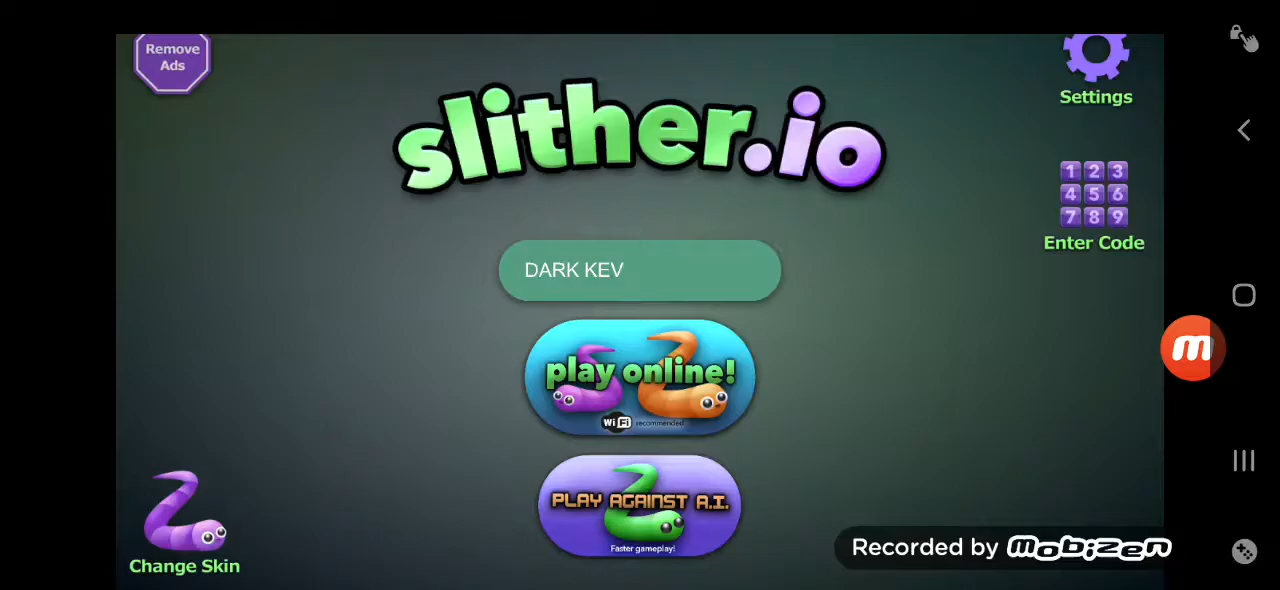 Remove
Ads
slither.io
Settings
1 2 3
4 5 6
7 8 9
Enter Code
DARK KEV
play online!
WiFi recommended
PLAY AGAINST A.I.
Faster gameplay!
Change Skin
Recorded by mobizen
m